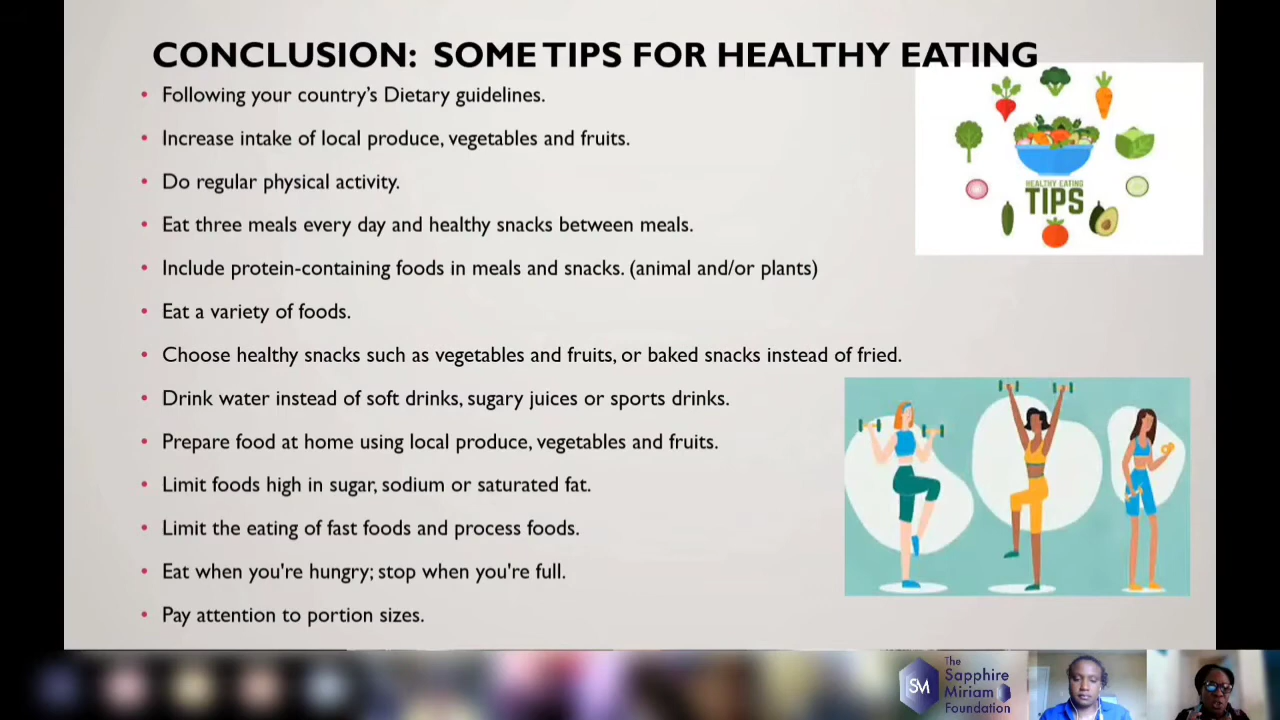 CONCLUSION: SOME TIPS FOR HEALTHY EATING
• Following your country's Dietary guidelines.
• Increase intake of local produce, vegetables and fruits.
• Do regular physical activity.
• Eat three meals every day and healthy snacks between meals.
• Include protein-containing foods in meals and snacks. (animal and/or plants)
• Eat a variety of foods.
• Choose healthy snacks such as vegetables and fruits, or baked snacks instead of fried.
• Drink water instead of soft drinks, sugary juices or sports drinks.
• Prepare food at home using local produce, vegetables and fruits.
• Limit foods high in sugar, sodium or saturated fat.
• Limit the eating of fast foods and process foods.
• Eat when you're hungry; stop when you're full.
• Pay attention to portion sizes.
HEALTHY EATING
TIPS
SM
The
Sapphire
Miriam
Foundation